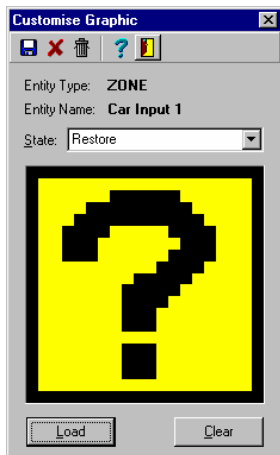 Customise Graphic
Entity Type: ZONE
Entity Name: Car Input 1
State: Restore
?
Load Clear